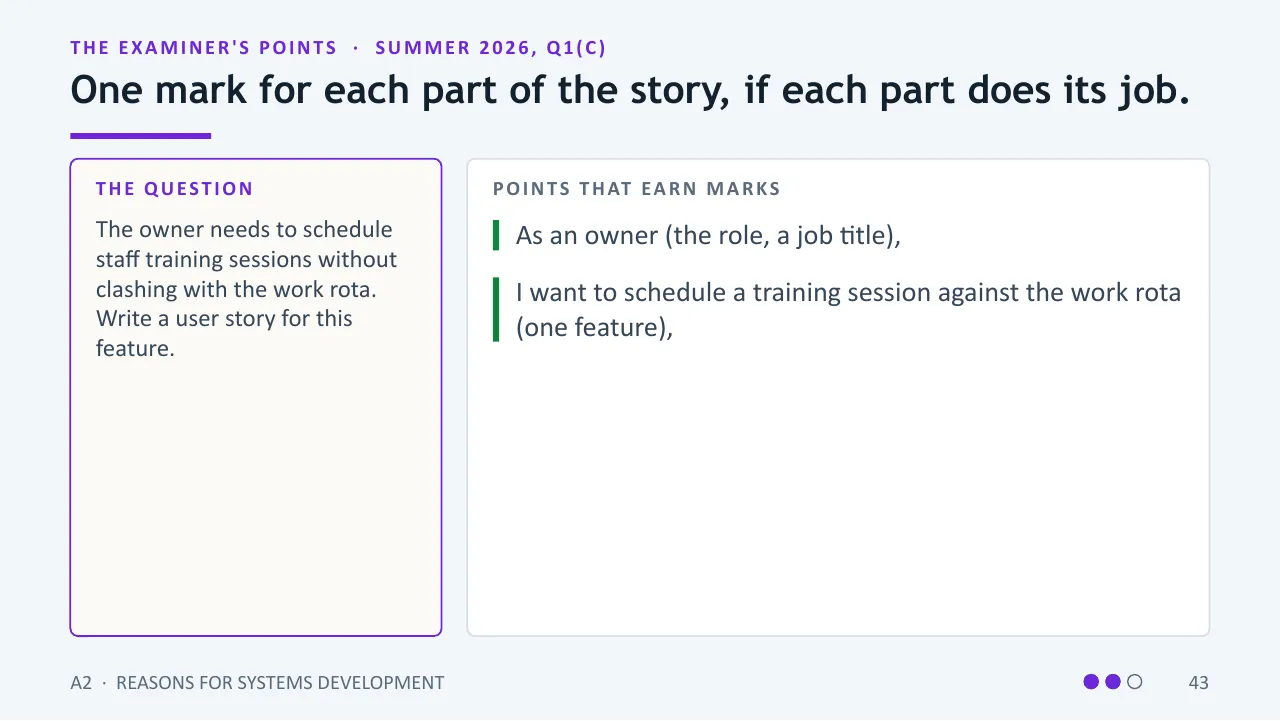 THE EXAMINER'S POINTS · SUMMER 2026, Q1(C)
One mark for each part of the story, if each part does its job.
THE QUESTION
The owner needs to schedule
staff training sessions without
clashing with the work rota.
Write a user story for this
feature.
POINTS THAT EARN MARKS
As an owner (the role, a job title),
I want to schedule a training session against the work rota
(one feature),
A2 · REASONS FOR SYSTEMS DEVELOPMENT
43